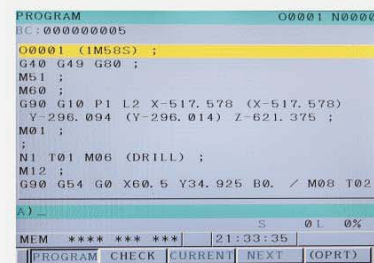 PROGRAM O0001 N0000
BC:000000005
O0001 (1M58S) ;
G40 G49 G80 ;
M51 ;
M60 ;
G90 G10 P1 L2 X-517.578 (X-517.578)
Y-296.094 (Y-296.014) Z-621.375 ;
M01 ;
;
N1 T01 M06 (DRILL) ;
M12 ;
G90 G54 G0 X60.5 Y34.925 B0. / M08 T02
A)_
S 0 L 0%
MEM **** *** *** 21:33:35
PROGRAM CHECK CURRENT NEXT (OPRT)